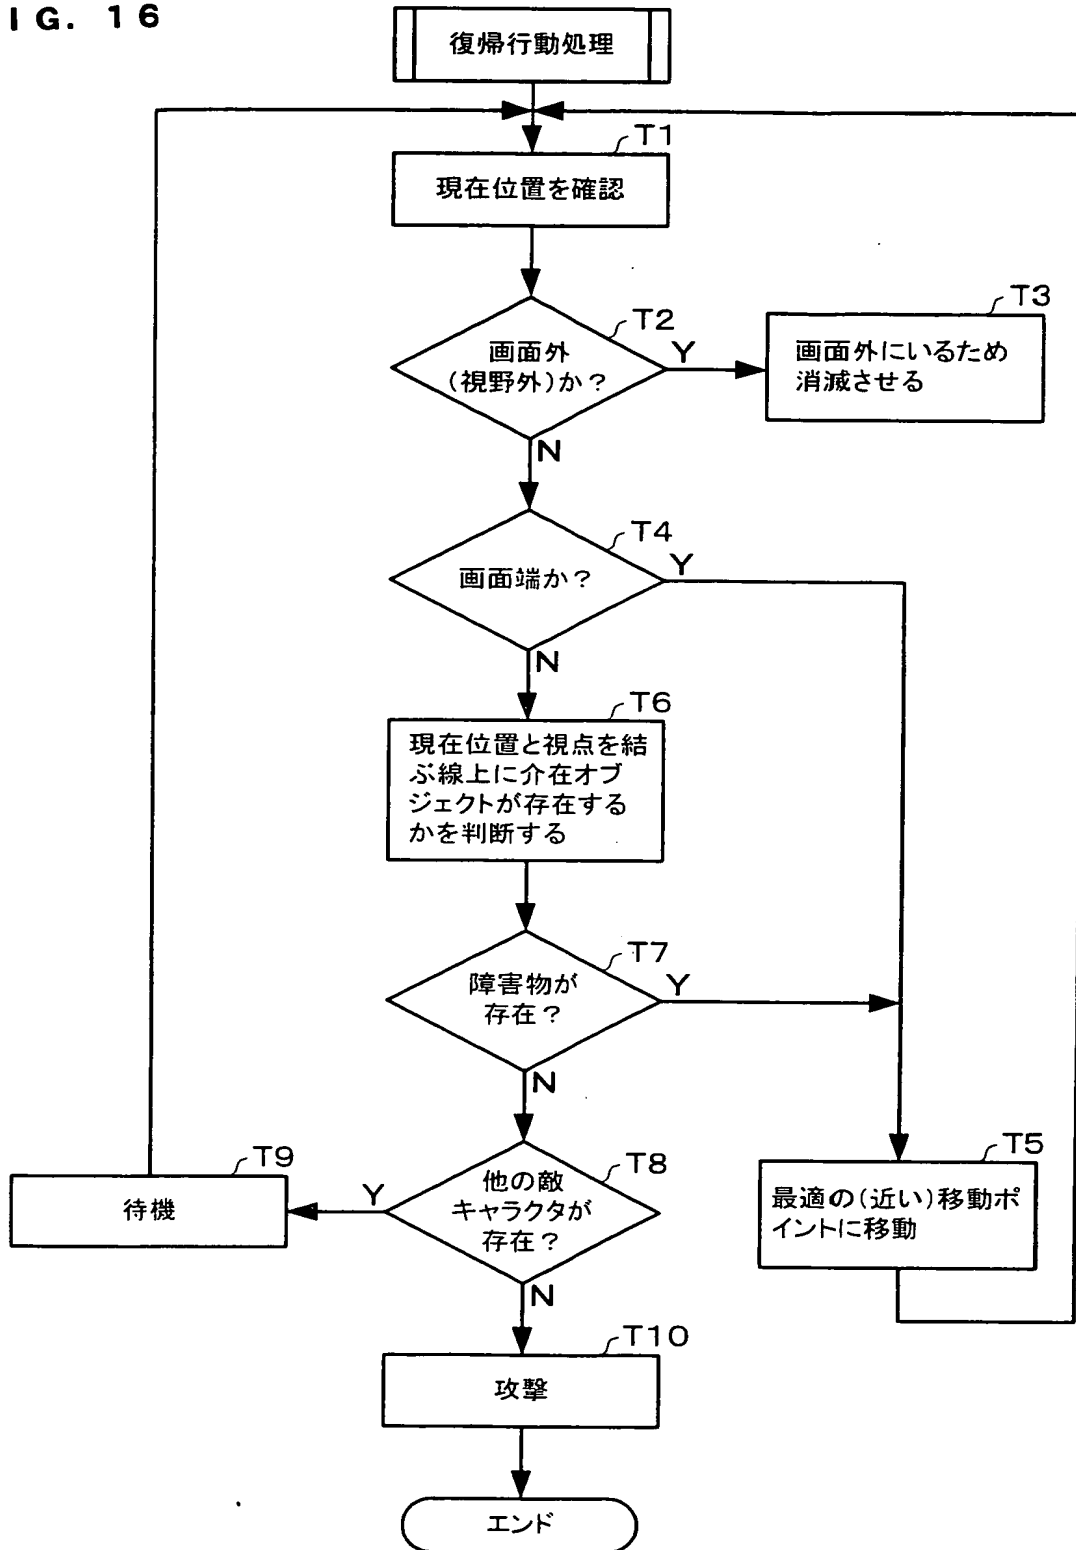 IG. 16
復帰行動処理
T1
現在位置を確認
T2
画面外
(視野外)か?
Y
N
T3
画面外にいるため
消滅させる
T4
画面端か?
Y
N
T6
現在位置と視点を結
ぶ線上に介在オブ
ジェクトが存在する
かを判断する
T7
障害物が
存在?
Y
N
T8
他の敵
キャラクタが
存在?
Y
N
T9
待機
T5
最適の(近い)移動ポ
イントに移動
T10
攻撃
エンド